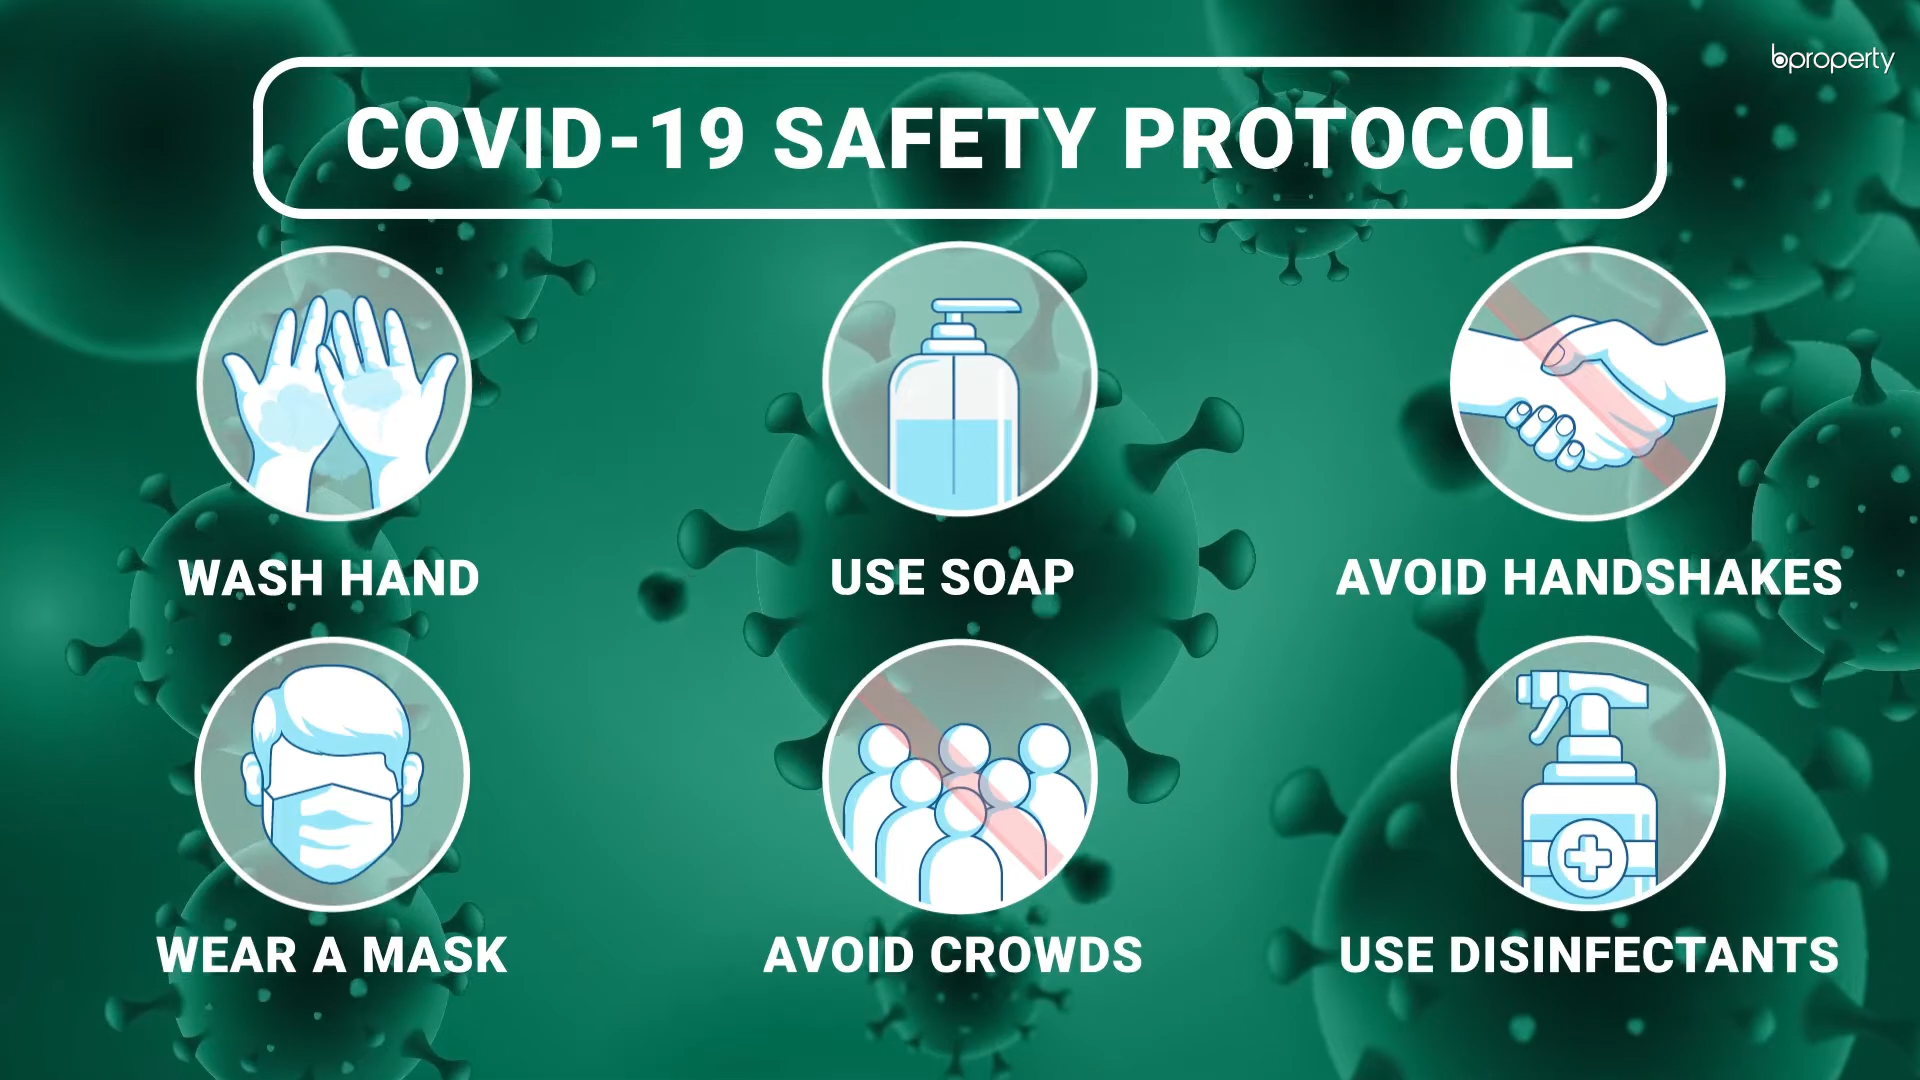 bproperty
COVID-19 SAFETY PROTOCOL
WASH HAND
USE SOAP
AVOID HANDSHAKES
WEAR A MASK
AVOID CROWDS
USE DISINFECTANTS